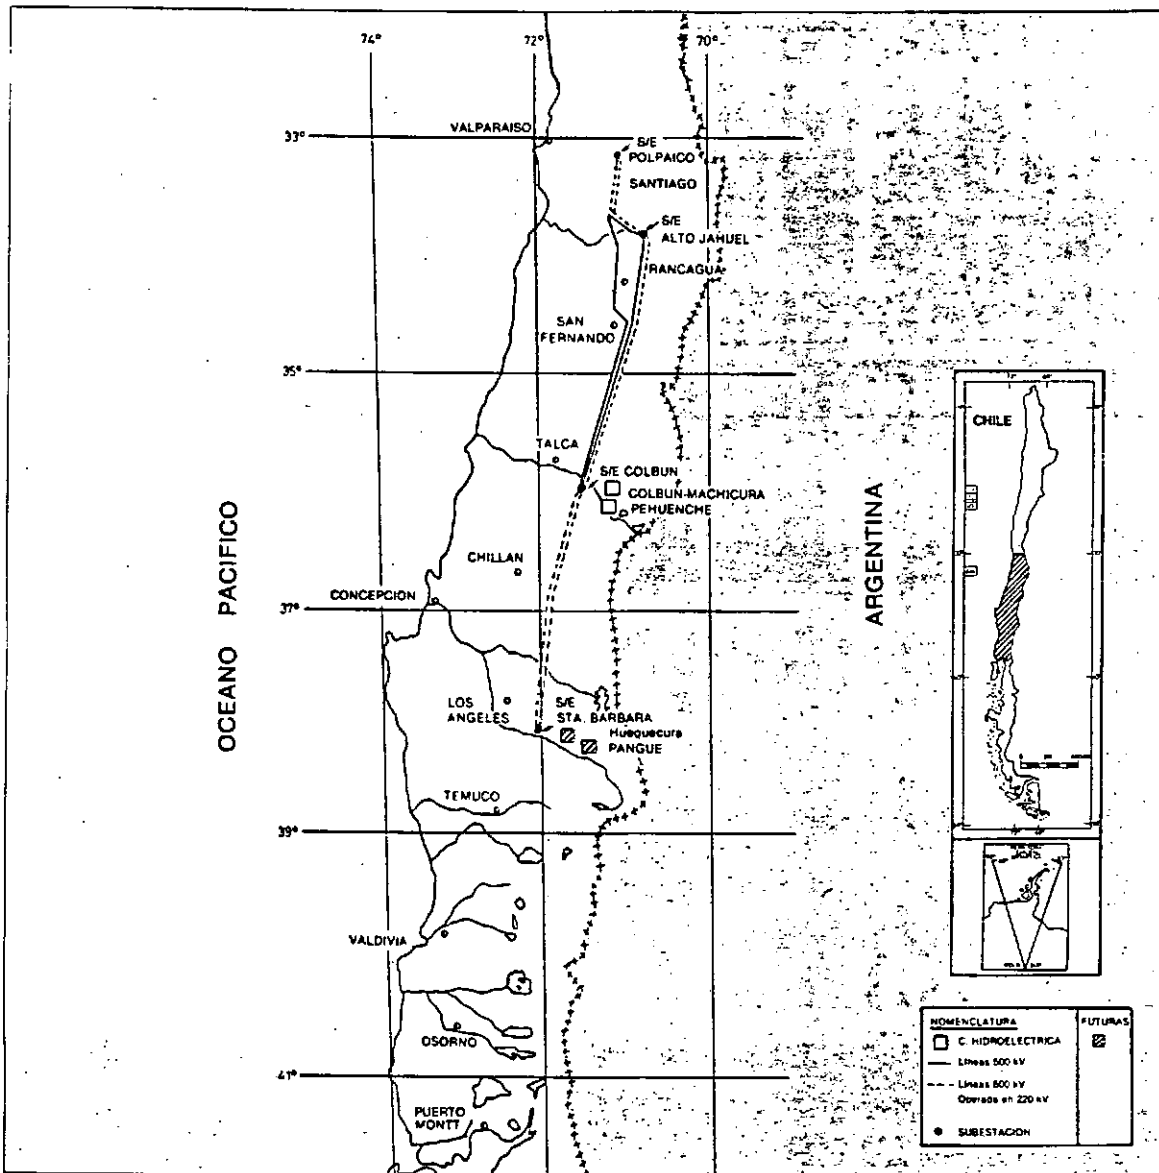 74°
72°
70°
33°
VALPARAISO
S/E
POLPAICO
SANTIAGO
S/E
ALTO JAHUEL
RANCAGUA
SAN
FERNANDO
35°
TALCA
S/E COLBUN
COLBUN-MACHICURA
PEHUENCHE
CHILLAN
CONCEPCION
37°
LOS
ANGELES
S/E
STA. BARBARA
Huequecura
PANGUE
TEMUCO
39°
VALDIVIA
OSORNO
41°
PUERTO
MONTT
OCEANO PACIFICO
ARGENTINA
CHILE
NOMENCLATURA
FUTURAS
C. HIDROELECTRICA
Líneas 500 kV
Líneas 500 kV
Operada en 220 kV
SUBESTACION